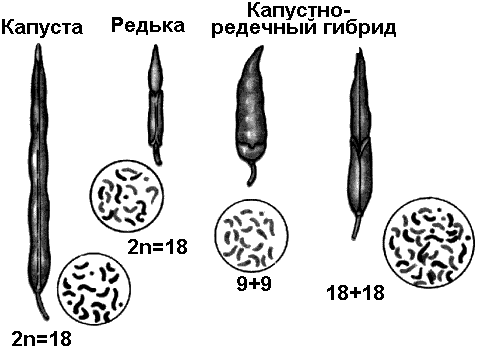 Капуста
Редька
Капустно-
редечный гибрид
2n=18
2n=18
9+9
18+18